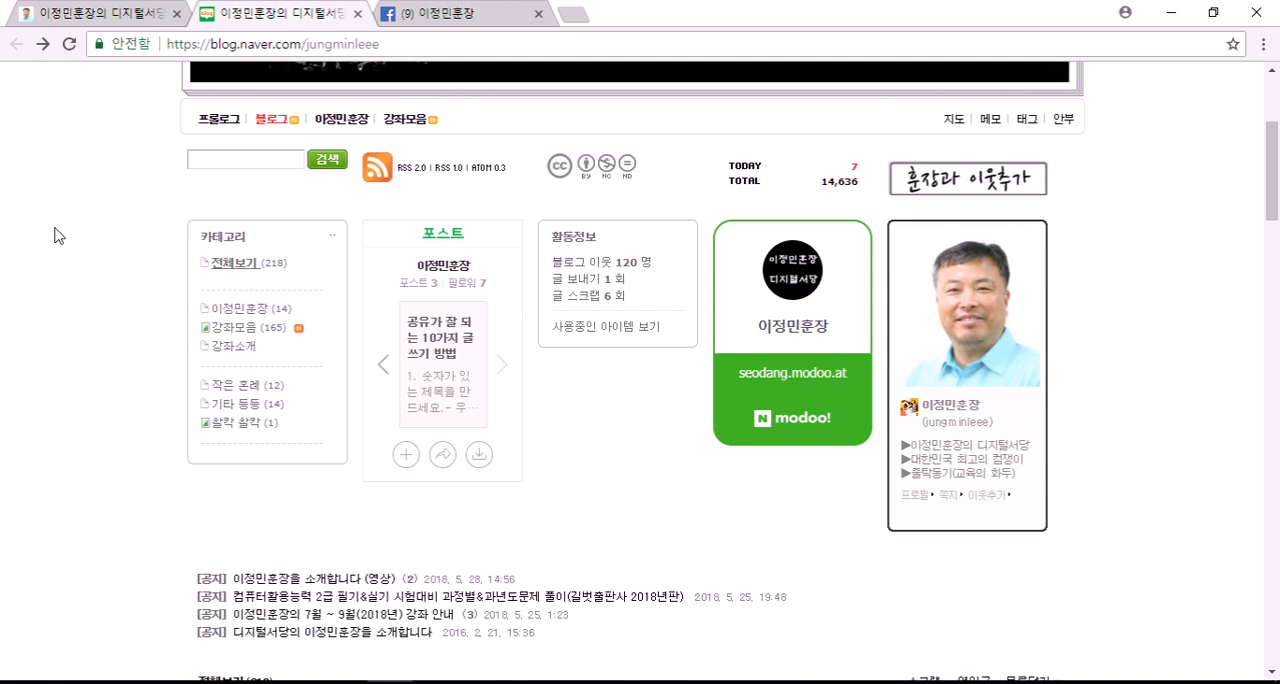 이정민훈장의 디지털서당
이정민훈장의 디지털서
(9) 이정민훈장
안전함 https://blog.naver.com/jungminleee
프롤로그 블로그 이정민훈장 강좌모음
지도 메모 태그 안부
검색
RSS 2.0 | RSS 1.0 | ATOM 0.3
cc BY NC ND
TODAY 7
TOTAL 14,636
훈장과 이웃추가
카테고리
전체보기 (218)
이정민훈장 (14)
강좌모음 (165)
강좌소개
작은 혼례 (12)
기타 등등 (14)
찰칵 찰칵 (1)
포스트
이정민훈장
포스트 3 | 팔로워 7
공유가 잘 되
는 10가지 글
쓰기 방법
1. 숫자가 있
는 제목을 만
드세요.- 우…
활동정보
블로그 이웃 120 명
글 보내기 1 회
글 스크랩 6 회
사용중인 아이템 보기
이정민훈장
디지털서당
이정민훈장
seodang.modoo.at
N modoo!
이정민훈장
(jungminleee)
▶이정민훈장의 디지털서당
▶대한민국 최고의 컴쟁이
▶줄탁동기(교육의 화두)
프로필 쪽지 이웃추가
[공지] 이정민훈장을 소개합니다 (영상) (2) 2018. 5. 28. 14:56
[공지] 컴퓨터활용능력 2급 필기&실기 시험대비 과정별&과년도문제 풀이(길벗출판사 2018년판) 2018. 5. 25. 19:48
[공지] 이정민훈장의 7월 ~ 9월(2018년) 강좌 안내 (3) 2018. 5. 25. 1:23
[공지] 디지털서당의 이정민훈장을 소개합니다 2016. 2. 21. 15:36